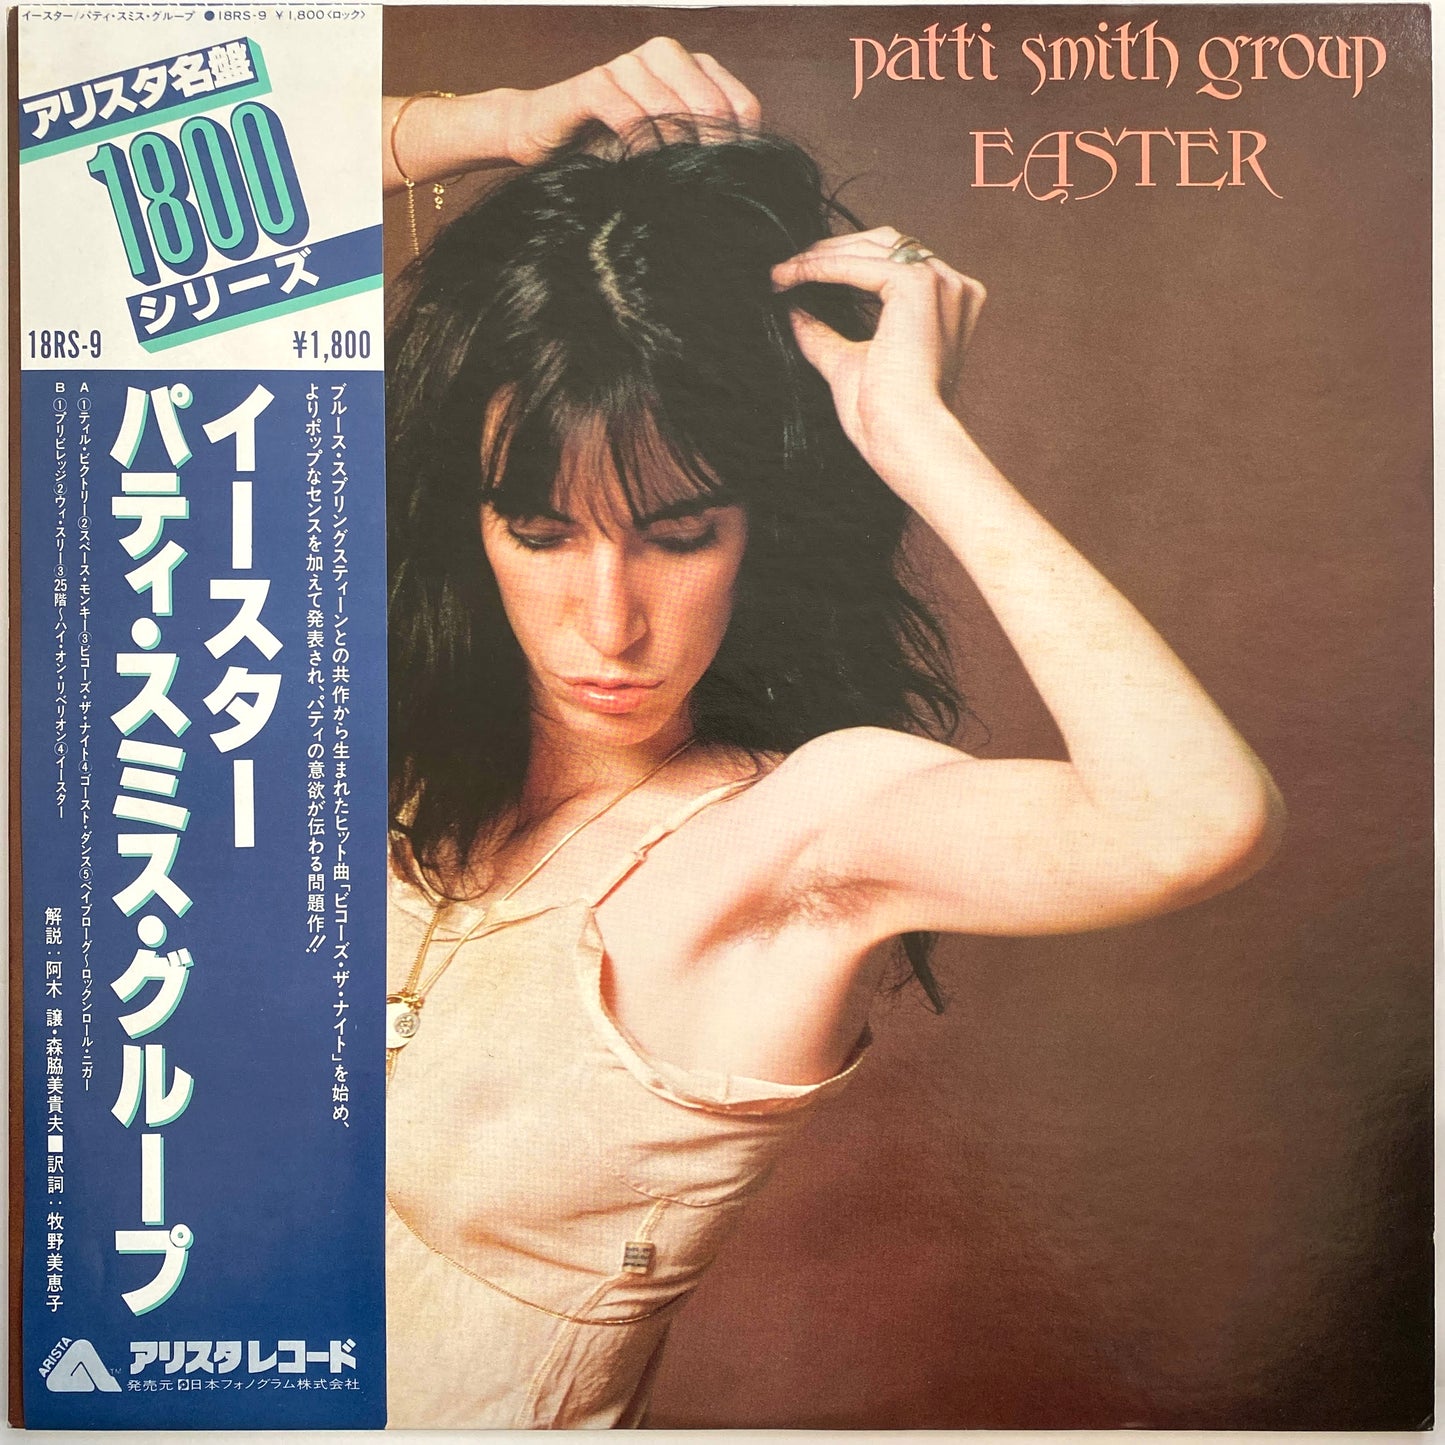 イースター/パティ・スミス・グループ ●18RS-9 ¥1,800〈ロック〉
アリスタ名盤
1800
シリーズ
18RS-9
¥1,800
patti smith group
EASTER
ブルース・スプリングスティーンとの共作から生まれたヒット曲「ビコーズ・ザ・ナイト」を始め、
よりポップなセンスを加えて発表され、パティの意欲が伝わる問題作!!
イースター
パティ・スミス・グループ
A ①ティル・ビクトリー②スペース・モンキー③ビコーズ・ザ・ナイト④ゴースト・ダンス⑤ベイブローグ〜ロックンロール・ニガー
B ①プリビレッジ②ウィ・スリー③25階〜ハイ・オン・リベリオン④イースター
解説:阿木 譲・森脇美貴夫■訳詞:牧野美恵子
ARISTA
TM
アリスタレコード
発売元 日本フォノグラム株式会社